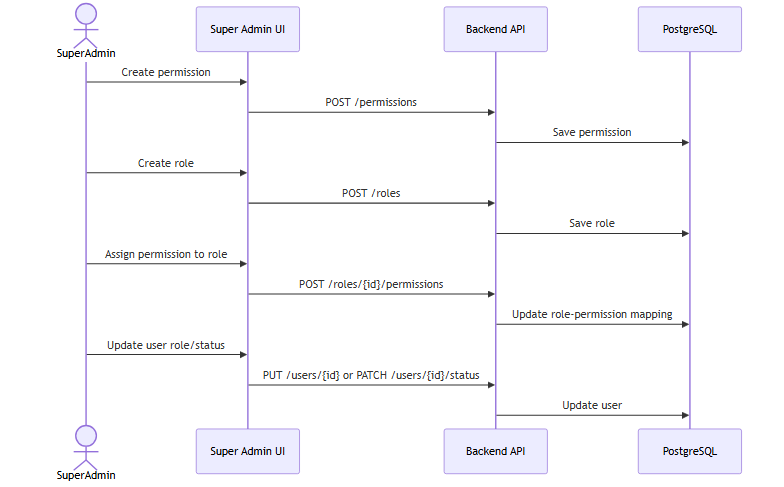 Super Admin UI
Backend API
PostgreSQL
SuperAdmin
Create permission
POST /permissions
Save permission
Create role
POST /roles
Save role
Assign permission to role
POST /roles/{id}/permissions
Update role-permission mapping
Update user role/status
PUT /users/{id} or PATCH /users/{id}/status
Update user
Super Admin UI
Backend API
PostgreSQL
SuperAdmin